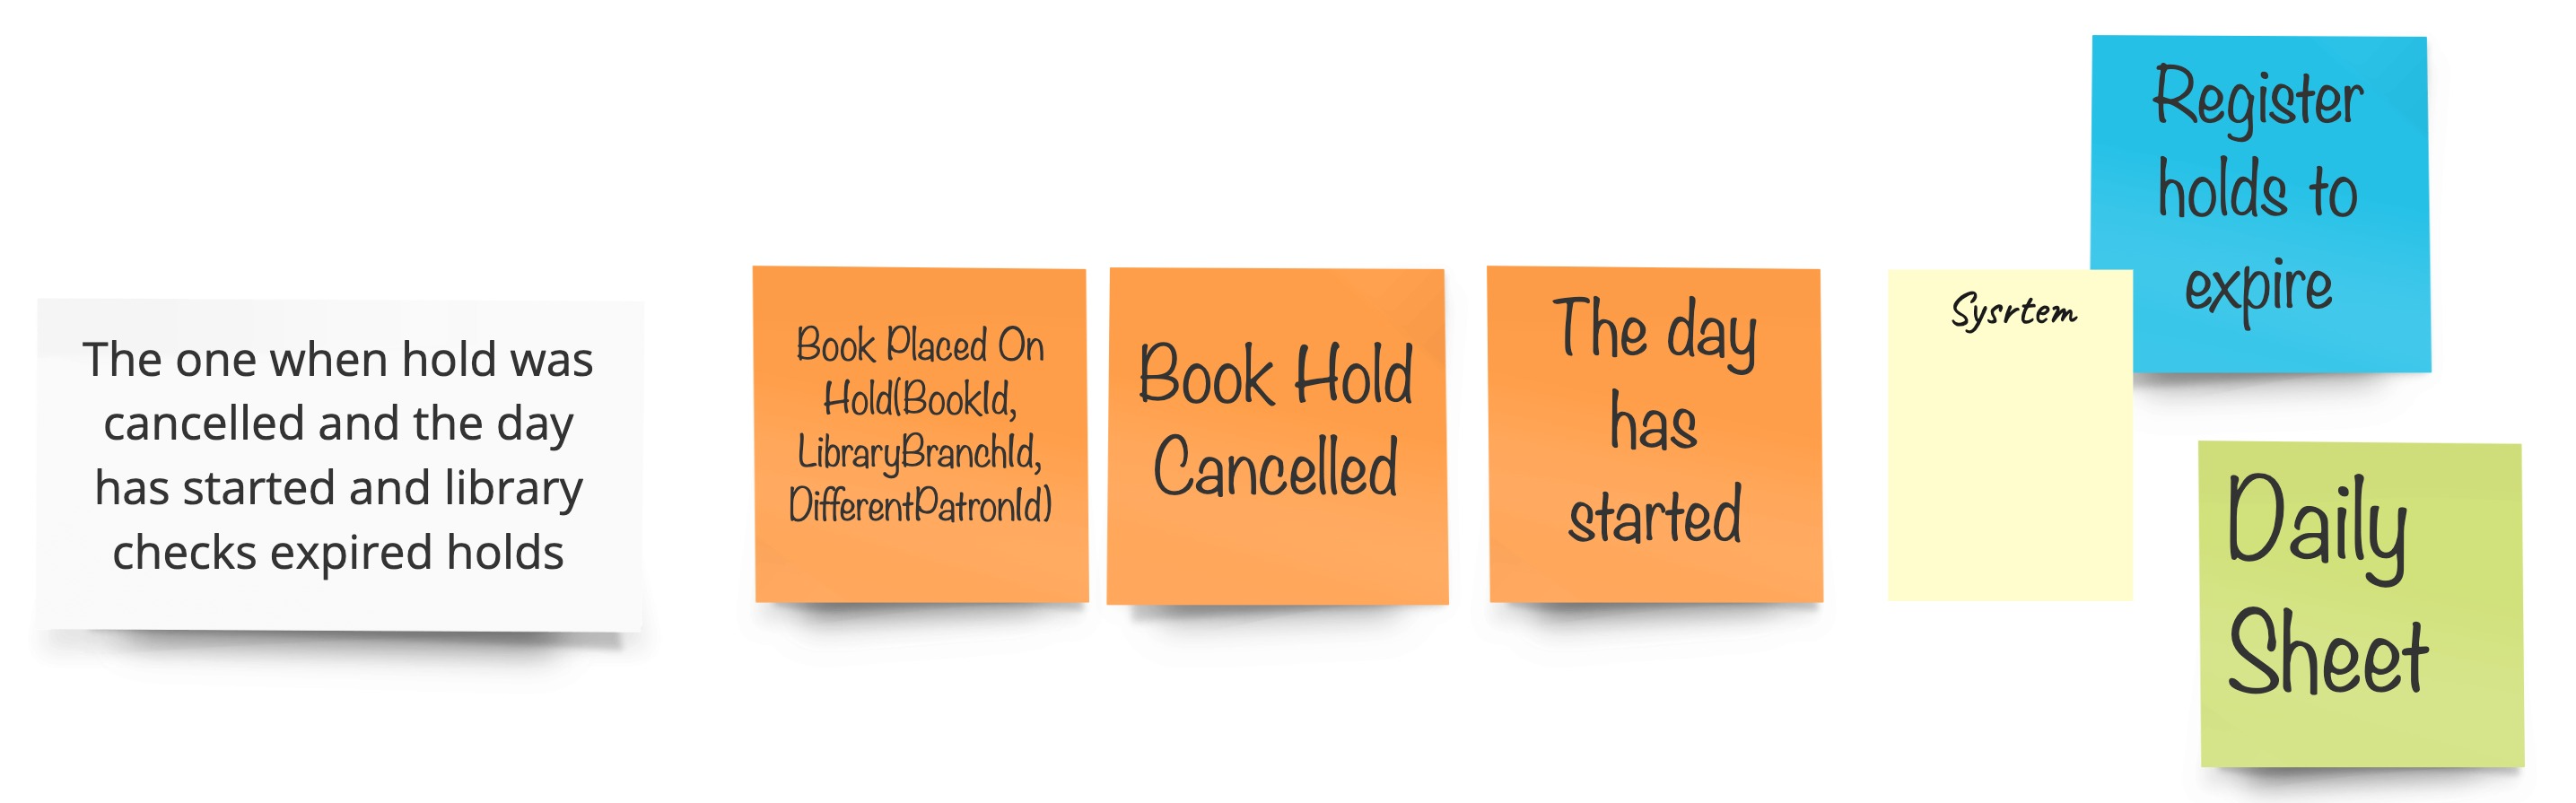 The one when hold was
cancelled and the day
has started and library
checks expired holds
Book Placed On
Hold(BookId,
LibraryBranchId,
DifferentPatronId)
Book Hold
Cancelled
The day
has
started
Sysrtem
Register
holds to
expire
Daily
Sheet